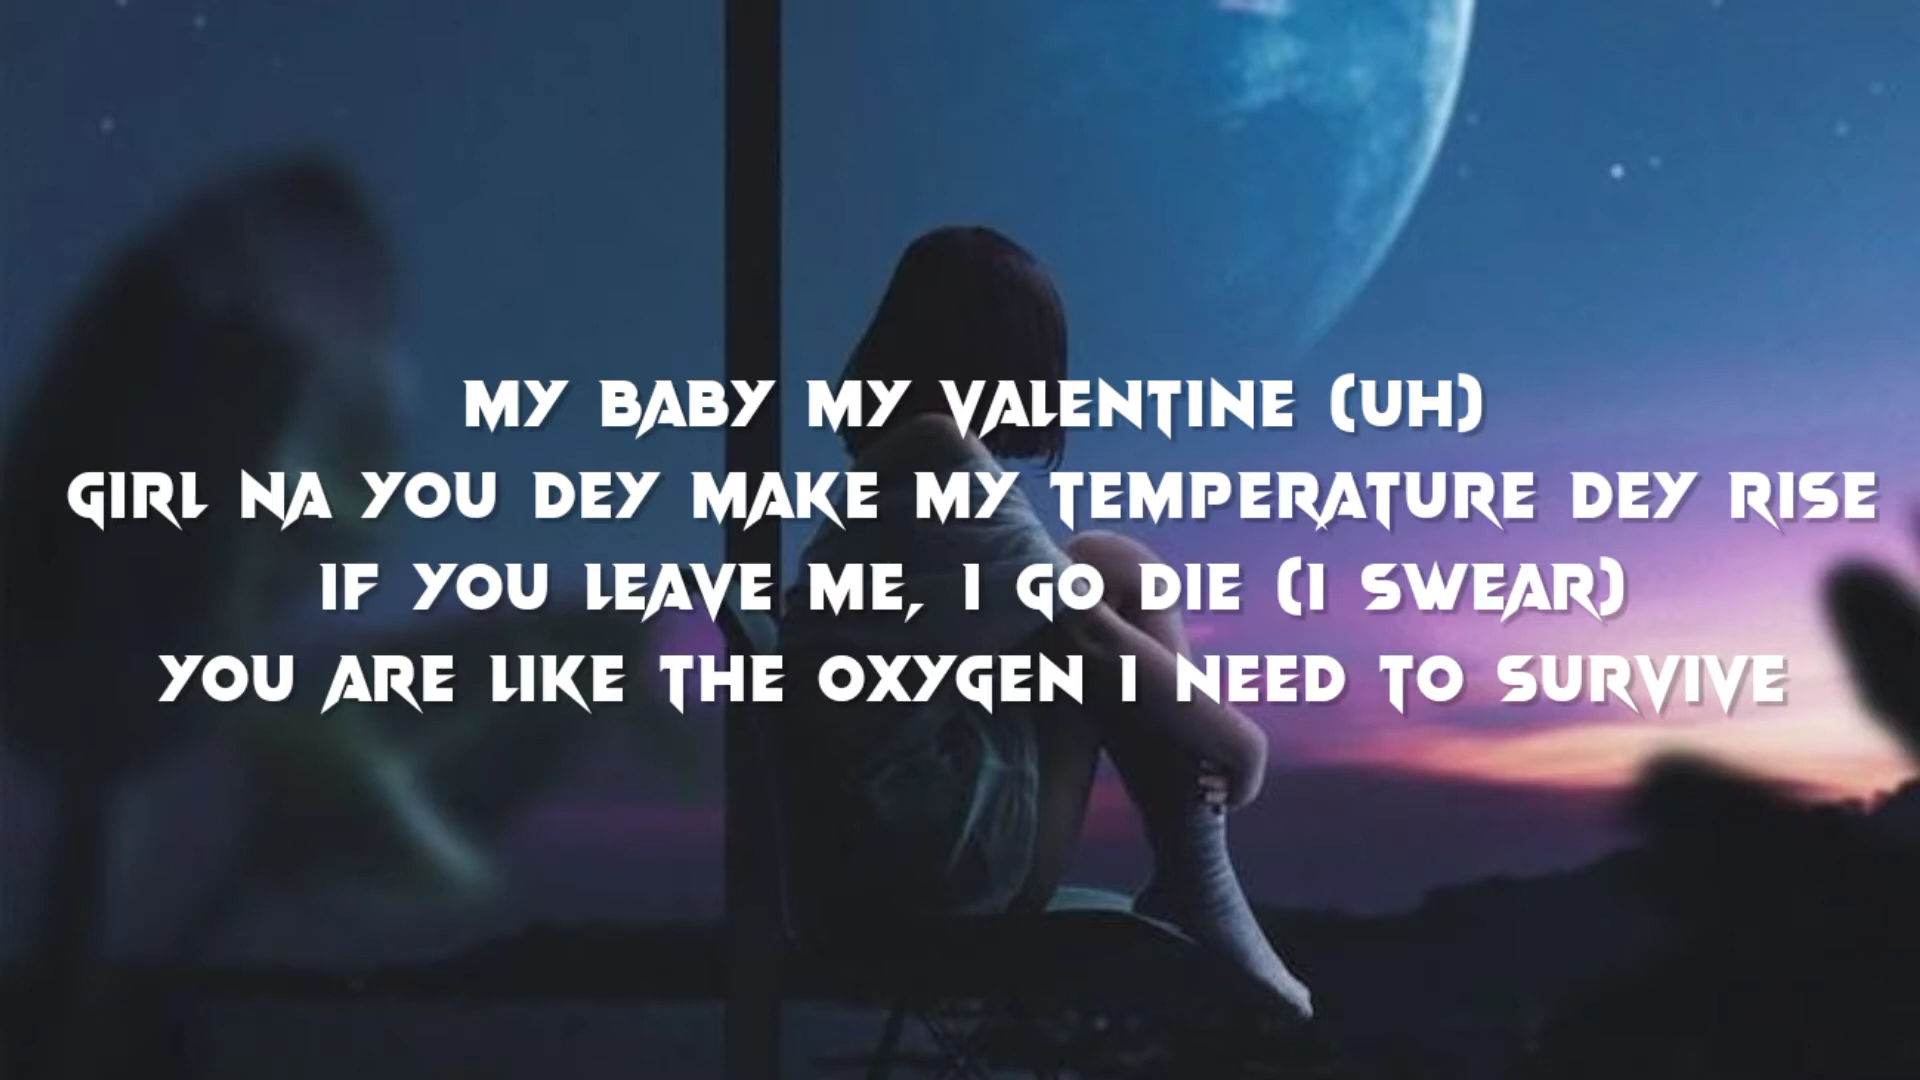 MY BABY MY VALENTINE (UH)
GIRL NA YOU DEY MAKE MY TEMPERATURE DEY RISE
IF YOU LEAVE ME, I GO DIE (I SWEAR)
YOU ARE LIKE THE OXYGEN I NEED TO SURVIVE